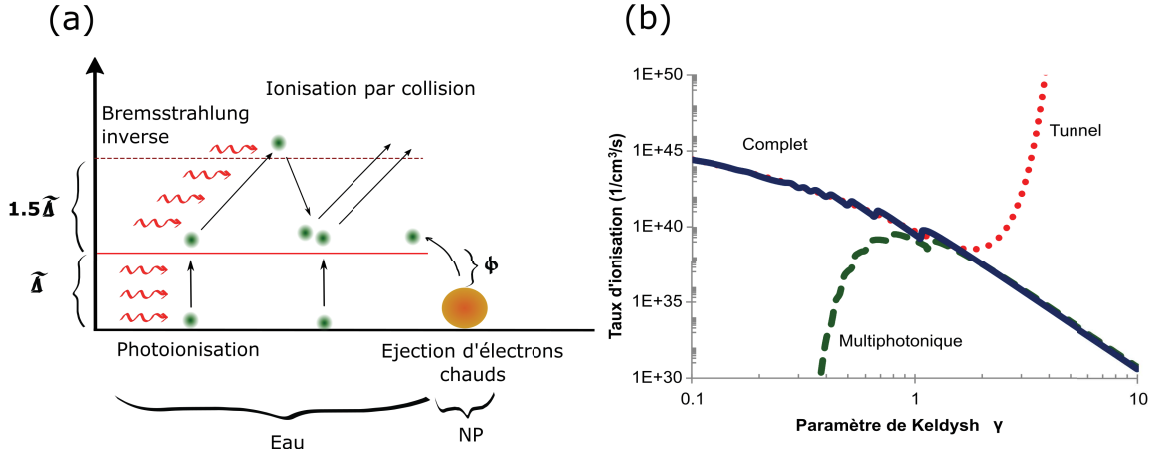 (a)
Ionisation par collision
Bremsstrahlung
inverse
1.5Δ̃
Δ̃
ϕ
Photoionisation
Ejection d'électrons
chauds
Eau
NP
(b)
Taux d'ionisation (1/cm³/s)
1E+50
1E+45
1E+40
1E+35
1E+30
Complet
Tunnel
Multiphotonique
0.1
1
10
Paramètre de Keldysh γ